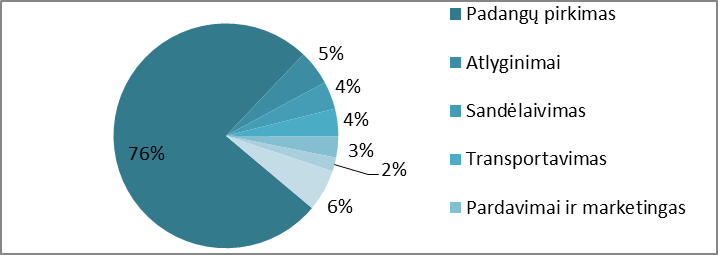 76%
5%
4%
4%
3%
2%
6%
Padangų pirkimas
Atlyginimai
Sandėlaivimas
Transportavimas
Pardavimai ir marketingas